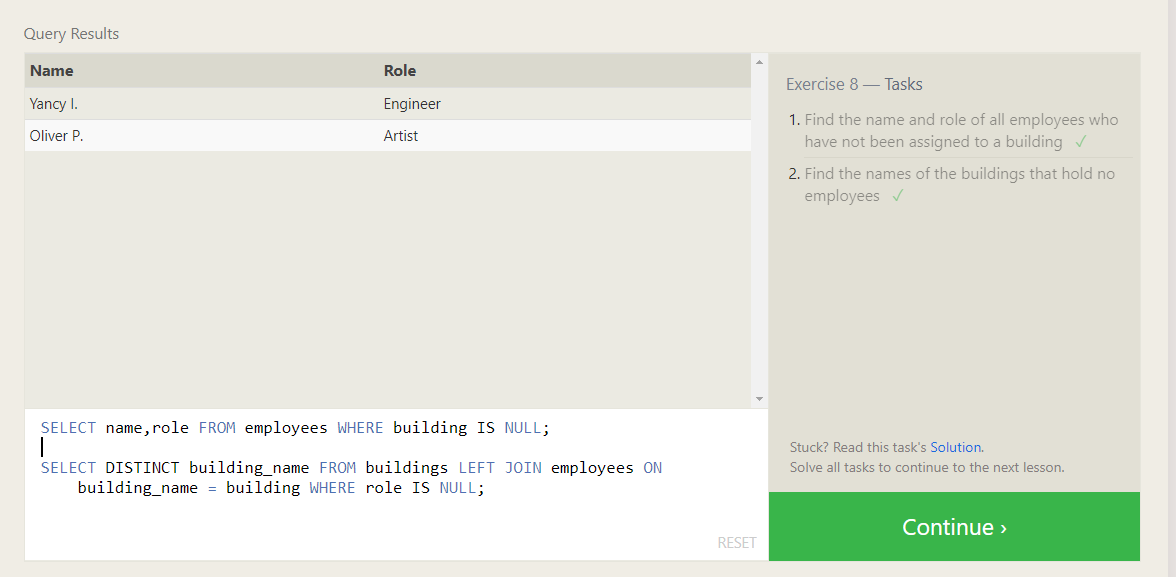 Query Results
Name Role
Yancy I. Engineer
Oliver P. Artist
SELECT name,role FROM employees WHERE building IS NULL;
SELECT DISTINCT building_name FROM buildings LEFT JOIN employees ON
building_name = building WHERE role IS NULL;
RESET
Exercise 8 — Tasks
1. Find the name and role of all employees who
have not been assigned to a building ✓
2. Find the names of the buildings that hold no
employees ✓
Stuck? Read this task's Solution.
Solve all tasks to continue to the next lesson.
Continue ›